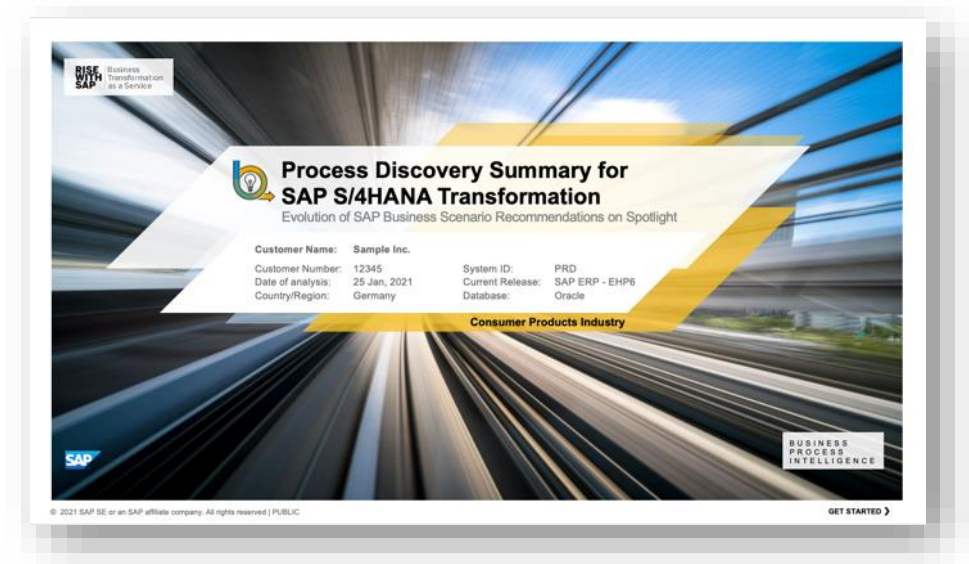 RISE WITH SAP
Business Transformation as a Service
Process Discovery Summary for
SAP S/4HANA Transformation
Evolution of SAP Business Scenario Recommendations on Spotlight
Customer Name: Sample Inc.
Customer Number: 12345 System ID: PRD
Date of analysis: 25 Jan, 2021 Current Release: SAP ERP - EHP6
Country/Region: Germany Database: Oracle
Consumer Products Industry
SAP
BUSINESS
PROCESS
INTELLIGENCE
© 2021 SAP SE or an SAP affiliate company. All rights reserved | PUBLIC
GET STARTED ❯